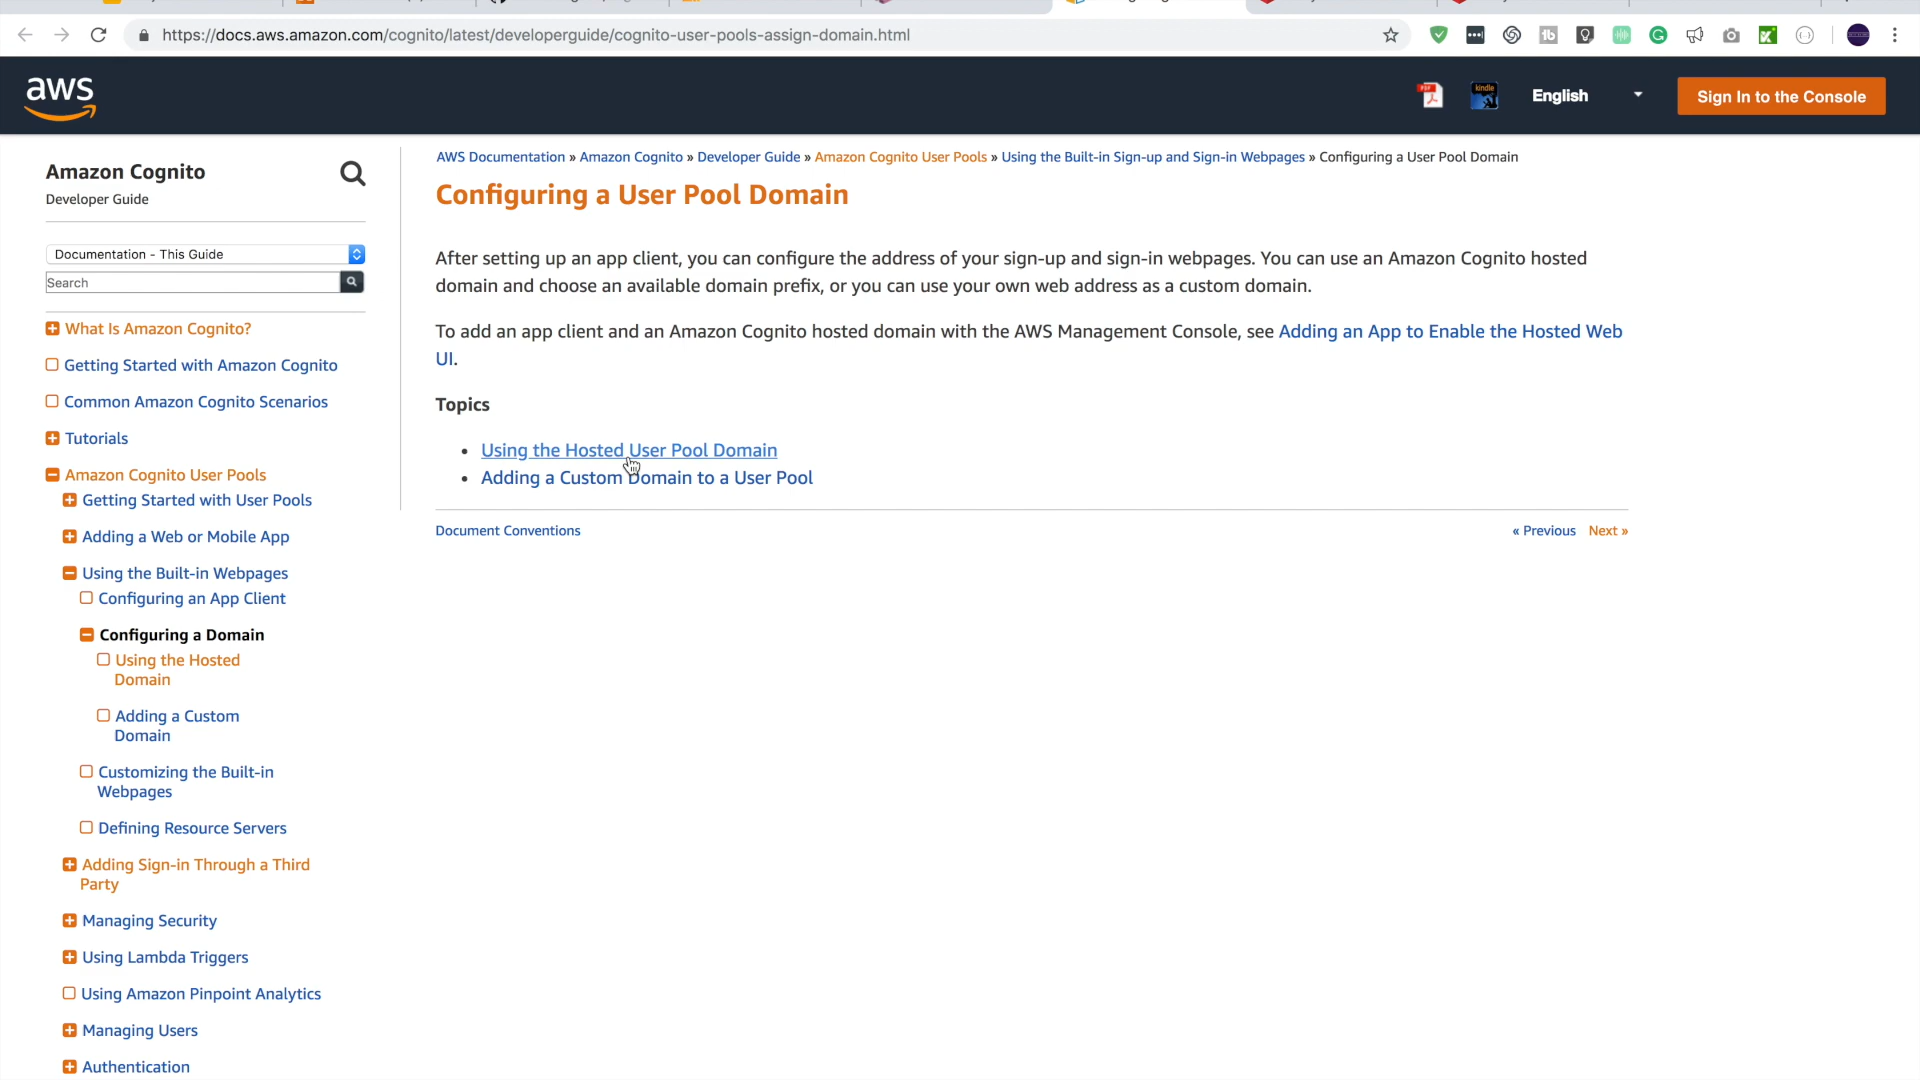 https://docs.aws.amazon.com/cognito/latest/developerguide/cognito-user-pools-assign-domain.html
aws
PDF
kindle
English
Sign In to the Console
Amazon Cognito
Developer Guide
Documentation - This Guide
Search
What Is Amazon Cognito?
Getting Started with Amazon Cognito
Common Amazon Cognito Scenarios
Tutorials
Amazon Cognito User Pools
Getting Started with User Pools
Adding a Web or Mobile App
Using the Built-in Webpages
Configuring an App Client
Configuring a Domain
Using the Hosted
Domain
Adding a Custom
Domain
Customizing the Built-in
Webpages
Defining Resource Servers
Adding Sign-in Through a Third
Party
Managing Security
Using Lambda Triggers
Using Amazon Pinpoint Analytics
Managing Users
Authentication
AWS Documentation » Amazon Cognito » Developer Guide » Amazon Cognito User Pools » Using the Built-in Sign-up and Sign-in Webpages » Configuring a User Pool Domain
Configuring a User Pool Domain
After setting up an app client, you can configure the address of your sign-up and sign-in webpages. You can use an Amazon Cognito hosted
domain and choose an available domain prefix, or you can use your own web address as a custom domain.
To add an app client and an Amazon Cognito hosted domain with the AWS Management Console, see Adding an App to Enable the Hosted Web
UI.
Topics
Using the Hosted User Pool Domain
Adding a Custom Domain to a User Pool
Document Conventions
« Previous Next »